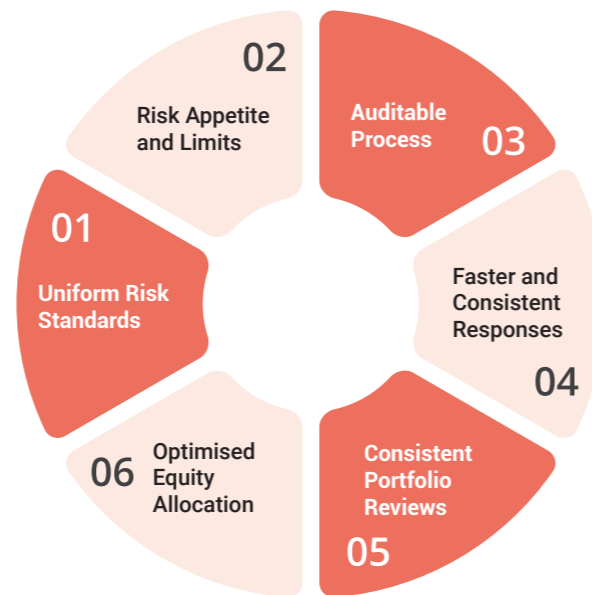 01
Uniform Risk
Standards
02
Risk Appetite
and Limits
Auditable
Process
03
Faster and
Consistent
Responses
04
Consistent
Portfolio
Reviews
05
06
Optimised
Equity
Allocation